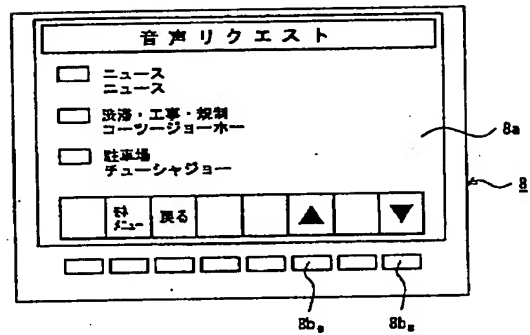 音声リクエスト
ニュース
ニュース
渋滞・工事・規制
コーツージョーホー
駐車場
チューシャジョー
メニュー 戻る ▲ ▼
8a
8
8b₆ 8b₈